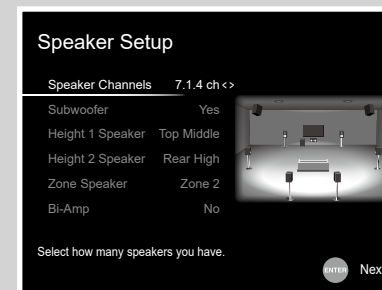 Speaker Setup
Speaker Channels 7.1.4 ch <>
Subwoofer Yes
Height 1 Speaker Top Middle
Height 2 Speaker Rear High
Zone Speaker Zone 2
Bi-Amp No
Select how many speakers you have.
ENTER Nex